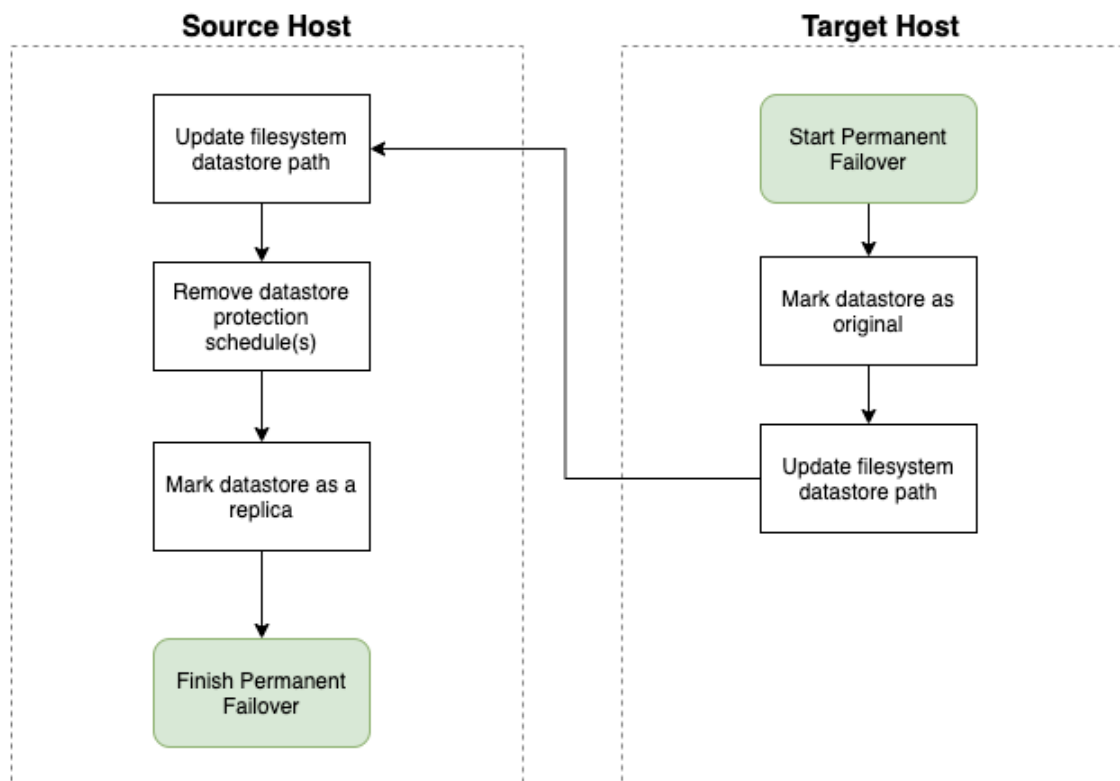 Source Host
Update filesystem
datastore path
Remove datastore
protection
schedule(s)
Mark datastore as a
replica
Finish Permanent
Failover
Target Host
Start Permanent
Failover
Mark datastore as
original
Update filesystem
datastore path